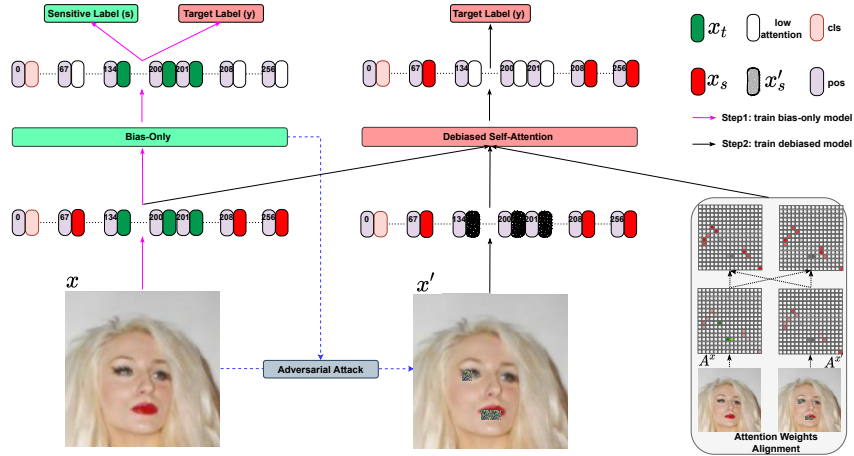 Sensitive Label (s)
Target Label (y)
Target Label (y)
x_t
low
attention
cls
0
67
134
200
201
208
256
0
67
134
200
201
208
256
x_s
x'_s
pos
Step1: train bias-only model
Bias-Only
Debiased Self-Attention
Step2: train debiased model
0
67
134
200
201
208
256
0
67
134
200
201
208
256
x
x'
A^x
A^x
Adversarial Attack
Attention Weights
Alignment